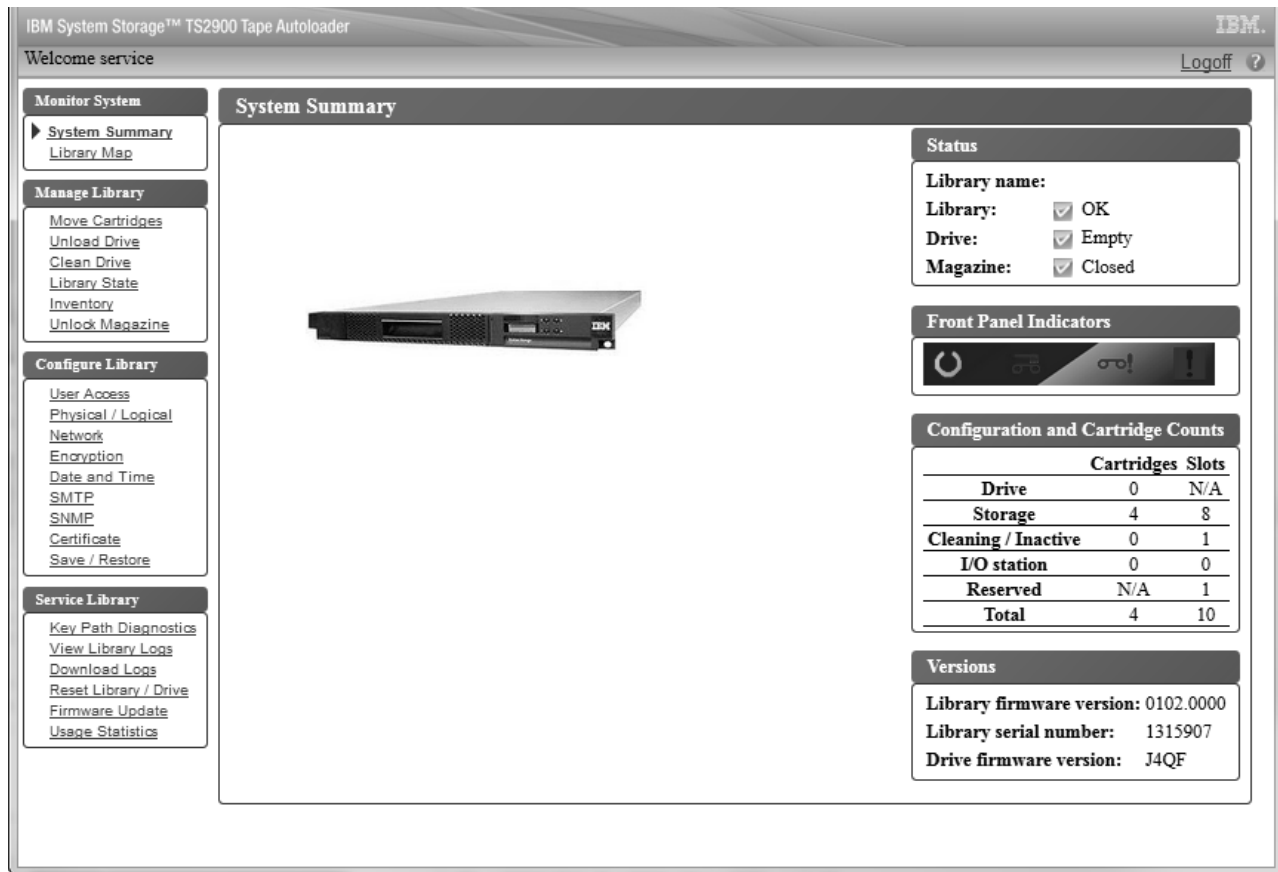 IBM System Storage™ TS2900 Tape Autoloader
IBM.
Welcome service
Logoff ?
Monitor System
System Summary
Library Map
Manage Library
Move Cartridges
Unload Drive
Clean Drive
Library State
Inventory
Unlock Magazine
Configure Library
User Access
Physical / Logical
Network
Encryption
Date and Time
SMTP
SNMP
Certificate
Save / Restore
Service Library
Key Path Diagnostics
View Library Logs
Download Logs
Reset Library / Drive
Firmware Update
Usage Statistics
System Summary
IBM
Status
Library name:
Library: OK
Drive: Empty
Magazine: Closed
Front Panel Indicators
Configuration and Cartridge Counts
Cartridges Slots
Drive 0 N/A
Storage 4 8
Cleaning / Inactive 0 1
I/O station 0 0
Reserved N/A 1
Total 4 10
Versions
Library firmware version: 0102.0000
Library serial number: 1315907
Drive firmware version: J4QF